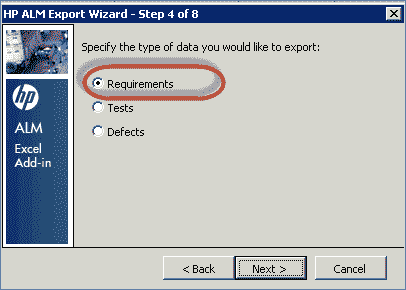 HP ALM Export Wizard - Step 4 of 8
Specify the type of data you would like to export:
Requirements
Tests
Defects
hp
ALM
Excel
Add-in
< Back
Next >
Cancel